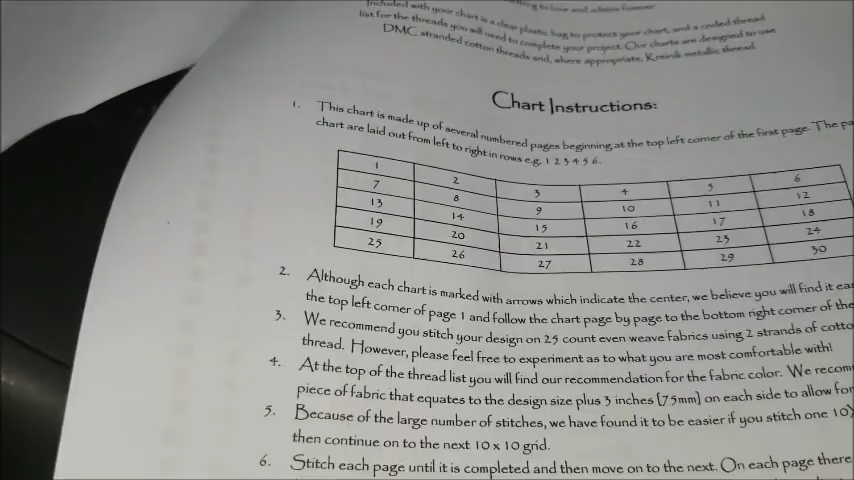 to love and
Included with your chart is a clear plastic bag to protect your chart, and a coded thread
list for the threads you will need to complete your project. Our charts are designed to use
DMC stranded cotton threads and, where appropriate, Kreinik metallic thread.
Chart Instructions:
1. This chart is made up of several numbered pages beginning at the top left corner of the first page. The pa
chart are laid out from left to right in rows e.g. 1 2 3 4 5 6.
1 2 3 4 5 6
7 8 9 10 11 12
13 14 15 16 17 18
19 20 21 22 23 24
25 26 27 28 29 30
2. Although each chart is marked with arrows which indicate the center, we believe you will find it eas
the top left corner of page 1 and follow the chart page by page to the bottom right corner of the
3. We recommend you stitch your design on 25 count even weave fabrics using 2 strands of cotto
thread. However, please feel free to experiment as to what you are most comfortable with!
4. At the top of the thread list you will find our recommendation for the fabric color. We recom
piece of fabric that equates to the design size plus 3 inches [75mm] on each side to allow for
5. Because of the large number of stitches, we have found it to be easier if you stitch one 10
then continue on to the next 10 x 10 grid.
6. Stitch each page until it is completed and then move on to the next. On each page there